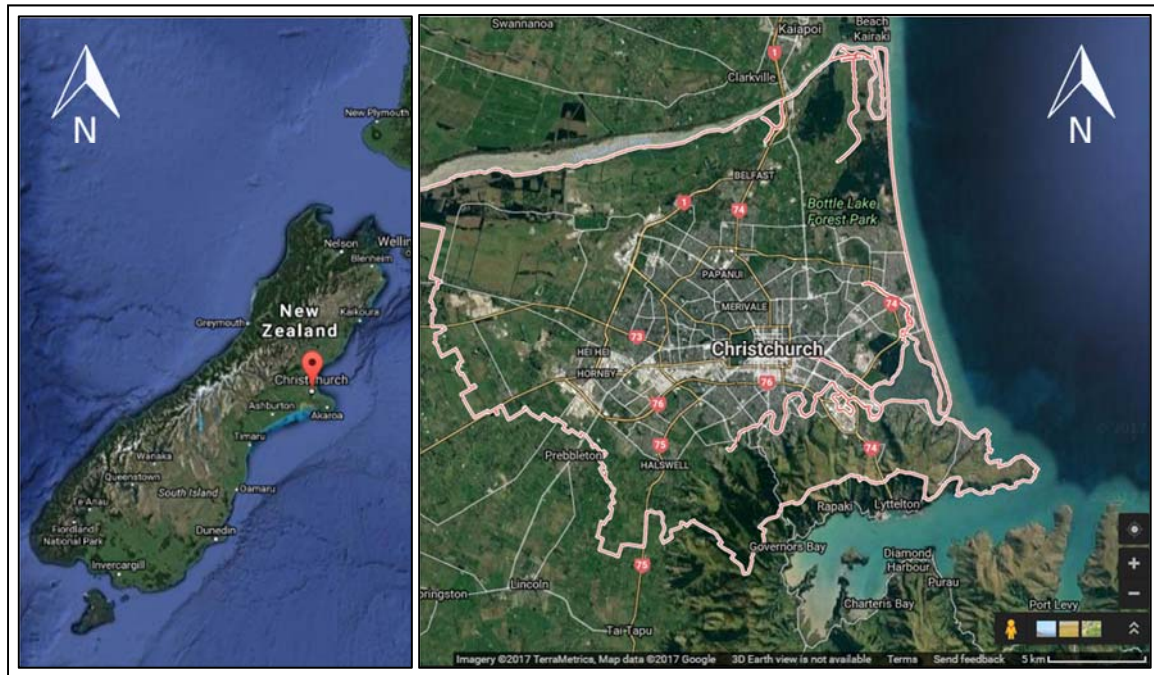 N
New Plymouth
Nelson
Wellin
Blenheim
New
Zealand
Kaikoura
Greymouth
Christchurch
Ashburton
Akaroa
Timaru
Wanaka
Queenstown
South Island
Oamaru
Te Anau
Fiordland
National Park
Dunedin
Invercargill
Swannanoa
Kaiapoi
Beach
Kairaki
1
Clarkville
N
BELFAST
1
74
Bottle Lake
Forest Park
PAPANUI
MERIVALE
74
73
HEI HEI
Christchurch
HORNBY
76
76
75
74
Prebbleton
HALSWELL
Rapaki
Lyttelton
Governors Bay
75
Diamond
Harbour
Purau
Lincoln
pringston
Charteris Bay
Port Levy
Tai Tapu
Imagery ©2017 TerraMetrics, Map data ©2017 Google 3D Earth view is not available Terms Send feedback 5 km